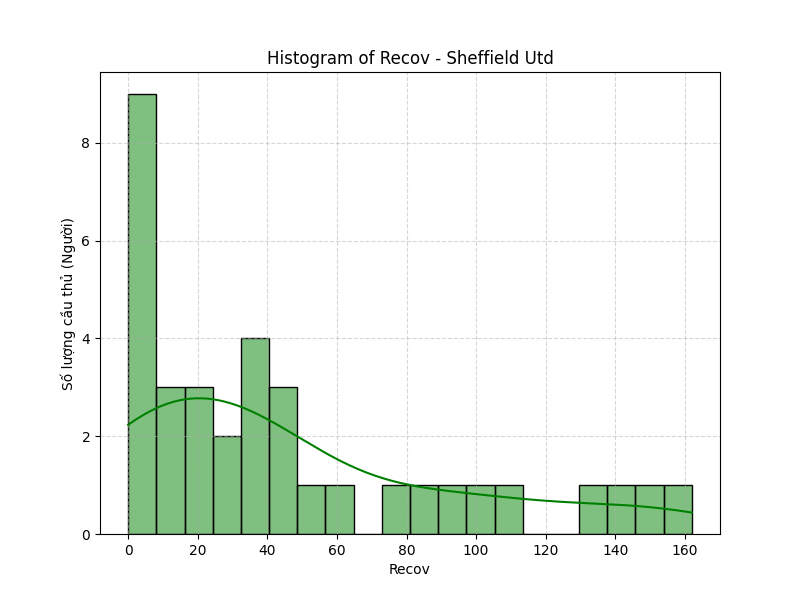 Histogram of Recov - Sheffield Utd
Số lượng cầu thủ (Người)
8
6
4
2
0
0 20 40 60 80 100 120 140 160
Recov